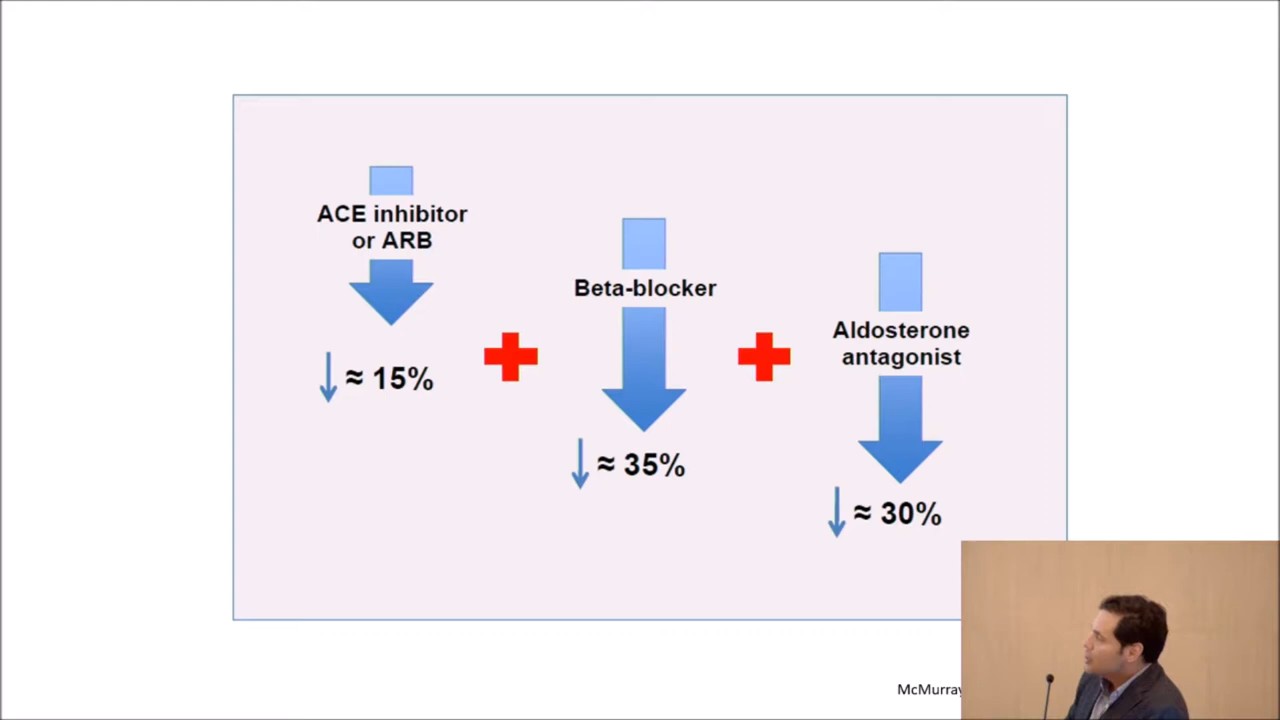 ACE inhibitor
or ARB
≈ 15%
Beta-blocker
≈ 35%
Aldosterone
antagonist
≈ 30%
McMurray